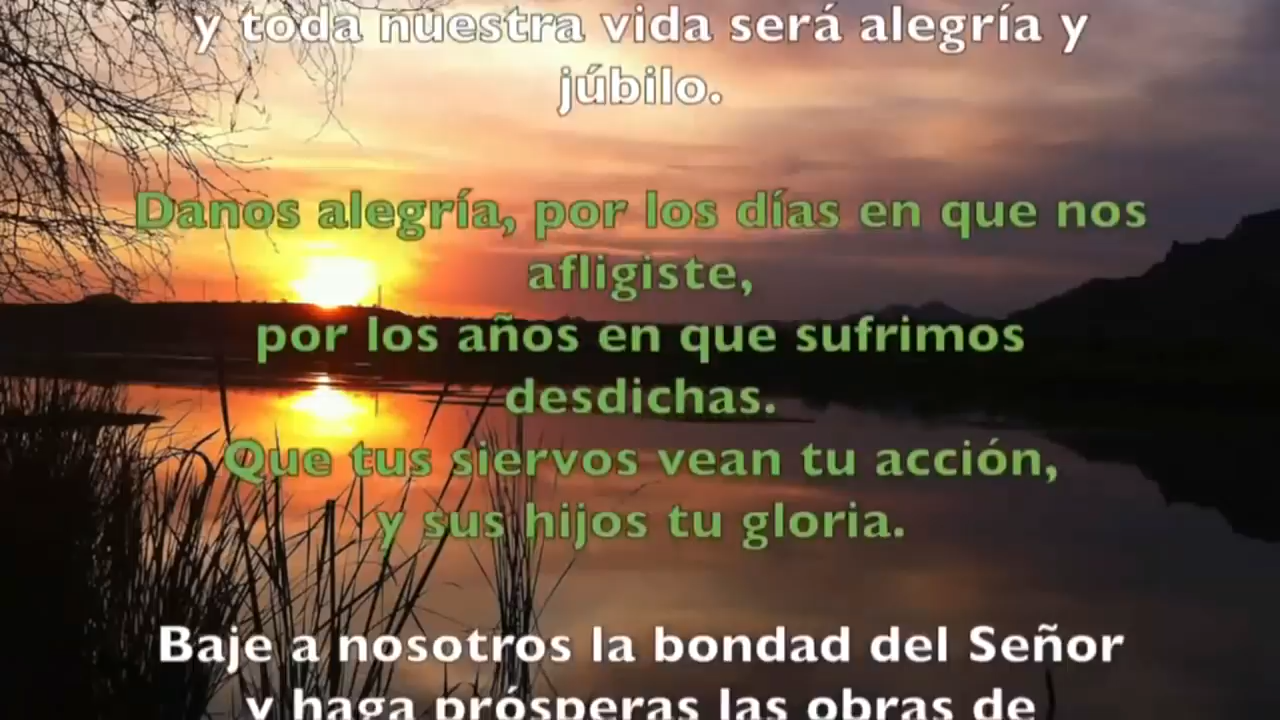 y toda nuestra vida será alegría y
júbilo.
Danos alegría, por los días en que nos
afligiste,
por los años en que sufrimos
desdichas.
Que tus siervos vean tu acción,
y sus hijos tu gloria.
Baje a nosotros la bondad del Señor
y haga prósperas las obras de